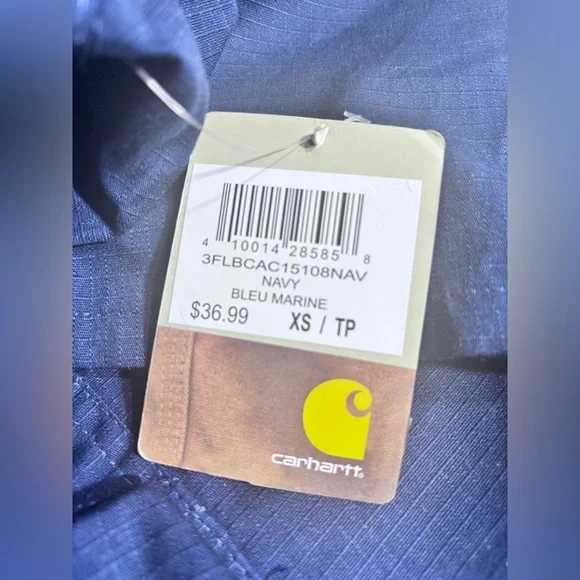 4 10014 28585 8
3FLBCAC15108NAV
NAVY
BLEU MARINE
$36.99 XS / TP
carhartt